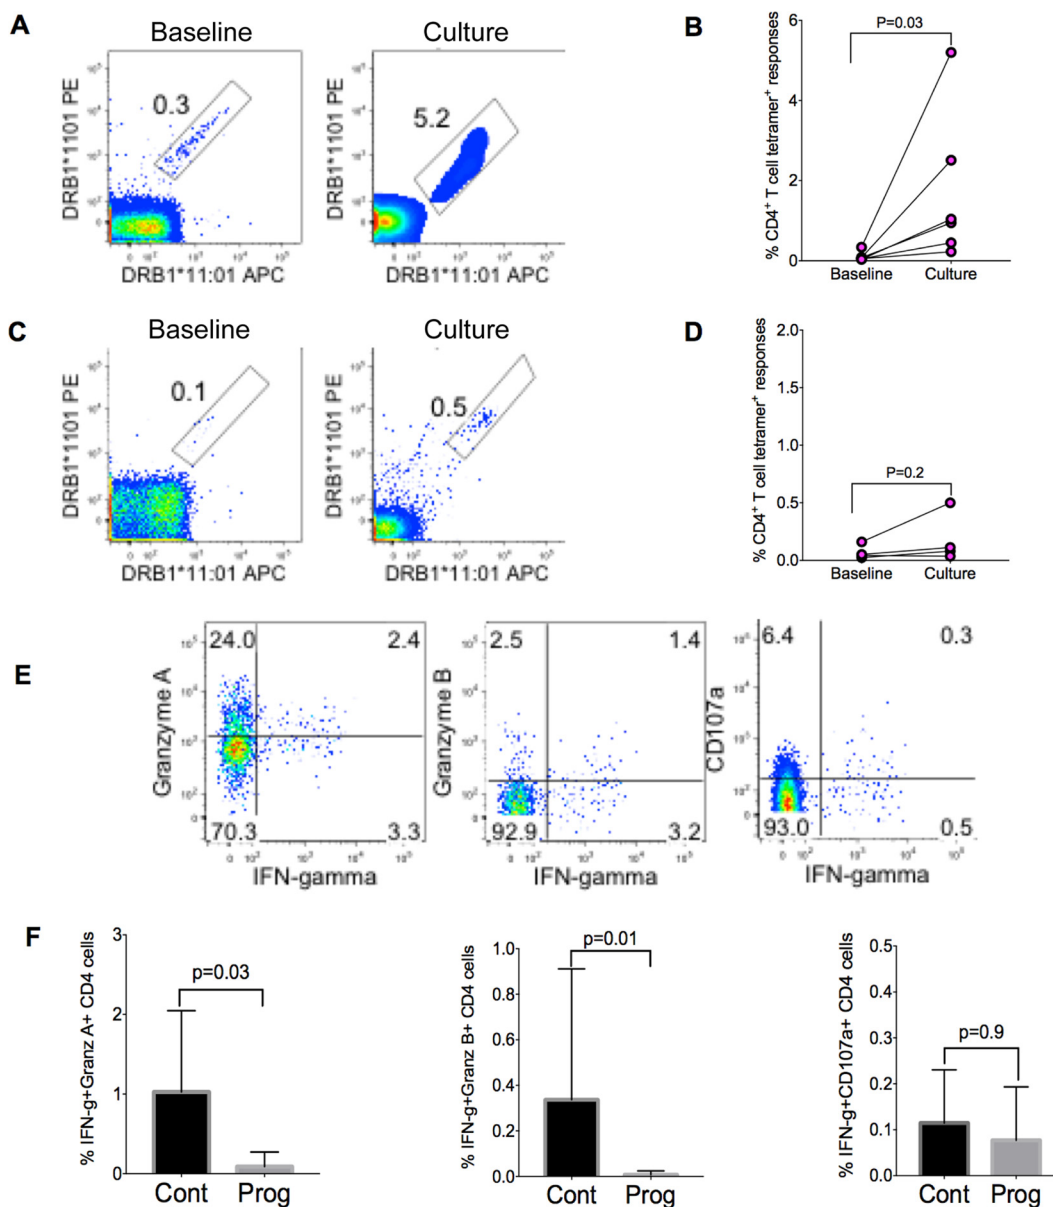 A
Baseline
Culture
DRB1*1101 PE
0.3
DRB1*11:01 APC
DRB1*1101 PE
5.2
DRB1*11:01 APC
B
P=0.03
% CD4+ T cell tetramer+ responses
6
4
2
0
Baseline
Culture
C
Baseline
Culture
DRB1*1101 PE
0.1
DRB1*11:01 APC
DRB1*1101 PE
0.5
DRB1*11:01 APC
D
% CD4+ T cell tetramer+ responses
2.0
1.5
1.0
0.5
0.0
P=0.2
Baseline
Culture
E
Granzyme A
24.0
2.4
70.3
3.3
IFN-gamma
Granzyme B
2.5
1.4
92.9
3.2
IFN-gamma
CD107a
6.4
0.3
93.0
0.5
IFN-gamma
F
% IFN-g+Granz A+ CD4 cells
3
2
1
0
p=0.03
Cont
Prog
% IFN-g+Granz B+ CD4 cells
1.0
0.8
0.6
0.4
0.2
0.0
p=0.01
Cont
Prog
% IFN-g+CD107a+ CD4 cells
0.5
0.4
0.3
0.2
0.1
0.0
p=0.9
Cont
Prog